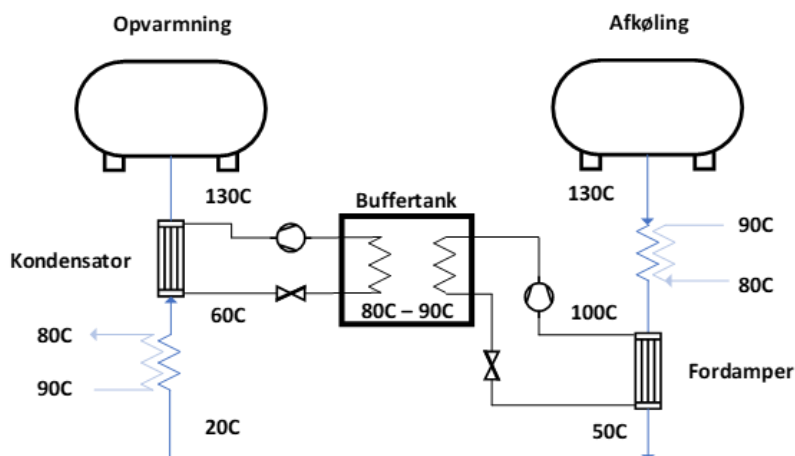 Opvarmning
Afkøling
130C
Buffertank
130C
90C
Kondensator
80C
60C
80C – 90C
100C
80C
Fordamper
90C
20C
50C